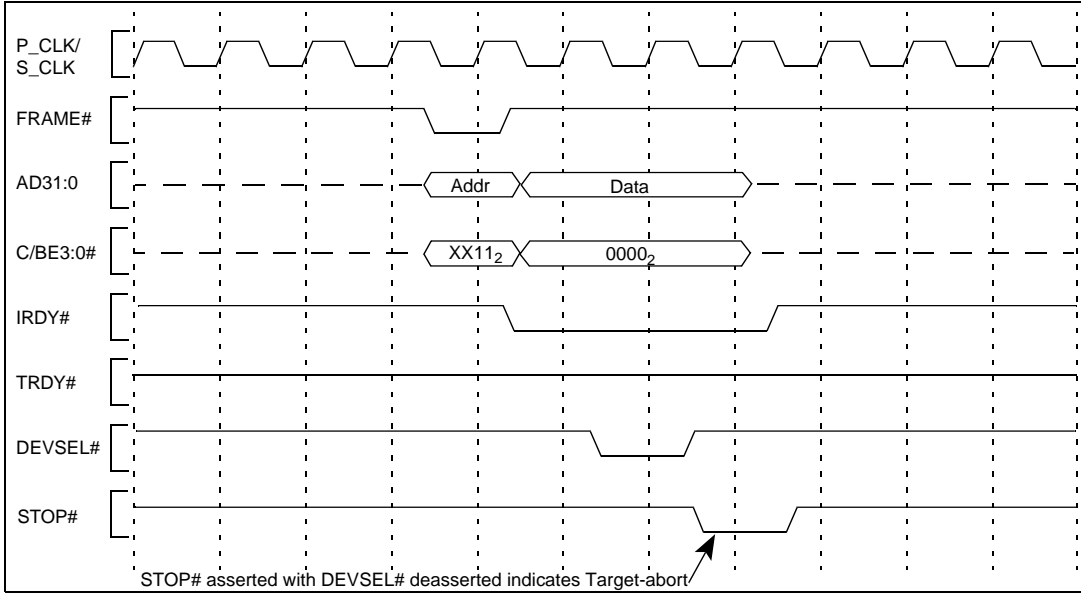 P_CLK/
S_CLK
FRAME#
AD31:0
Addr
Data
C/BE3:0#
XX11₂
0000₂
IRDY#
TRDY#
DEVSEL#
STOP#
STOP# asserted with DEVSEL# deasserted indicates Target-abort